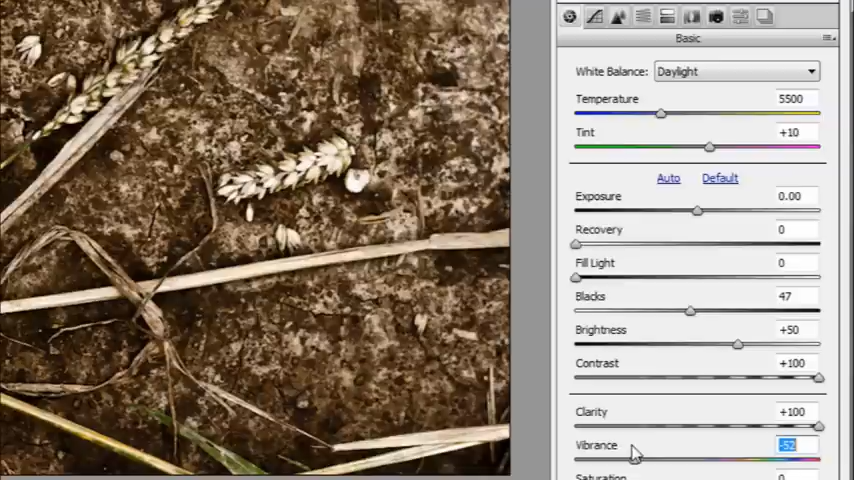 Basic
White Balance: Daylight
Temperature 5500
Tint +10
Auto Default
Exposure 0.00
Recovery 0
Fill Light 0
Blacks 47
Brightness +50
Contrast +100
Clarity +100
Vibrance -52
Saturation 0